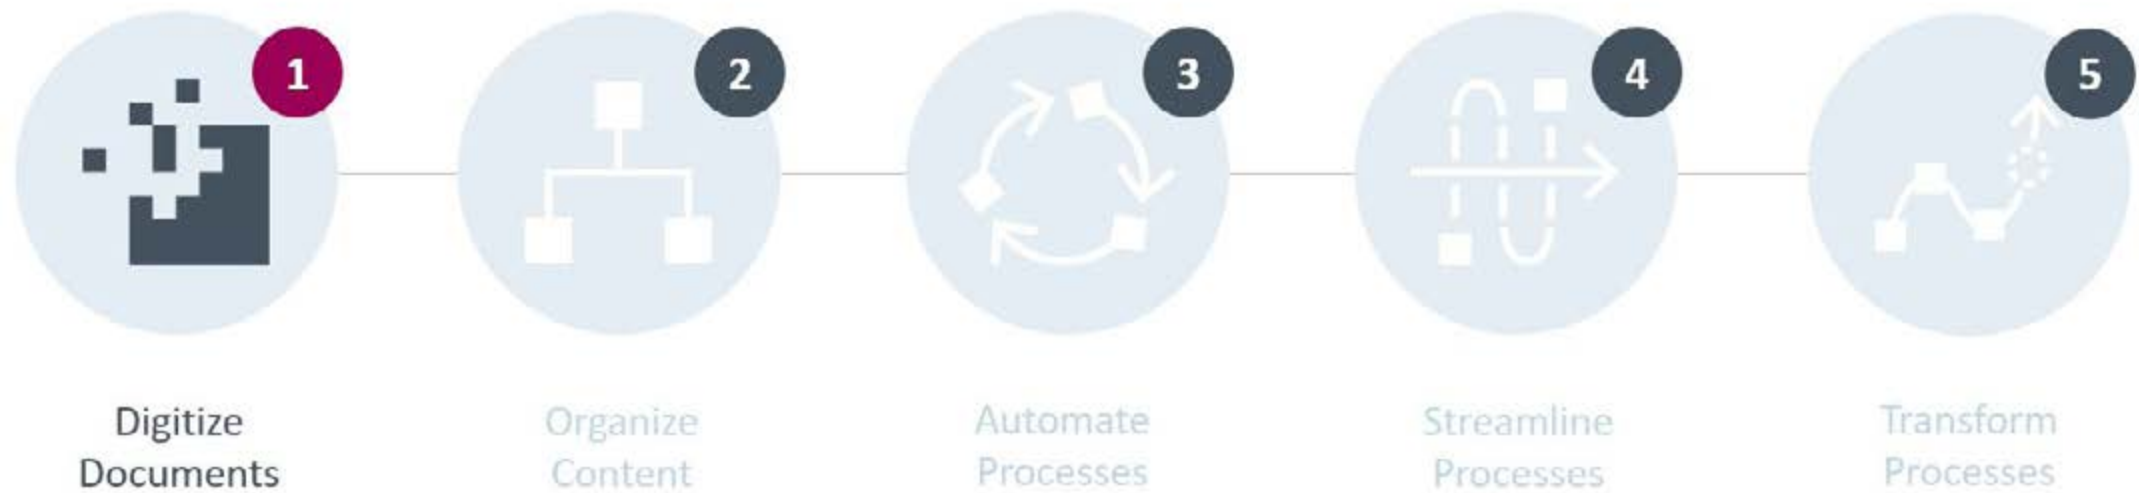 1
2
3
4
5
Digitize
Documents
Organize
Content
Automate
Processes
Streamline
Processes
Transform
Processes